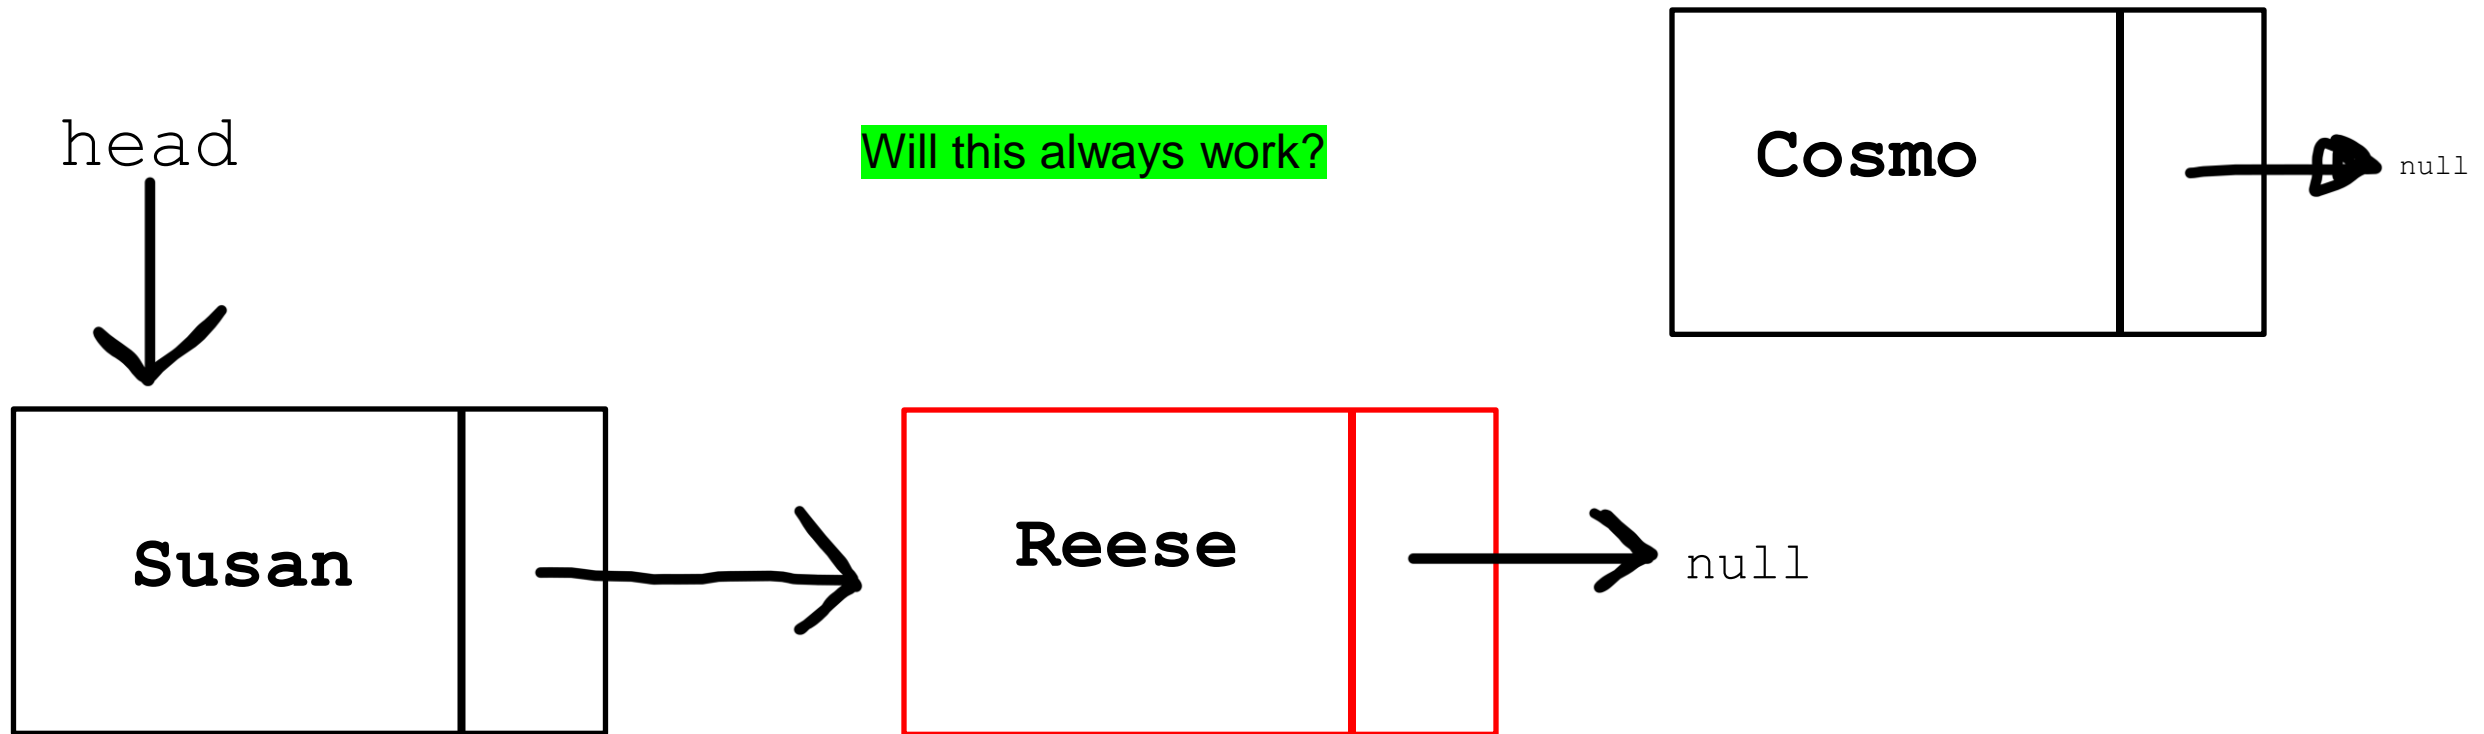 head
Will this always work?
Cosmo
null
Susan
Reese
null